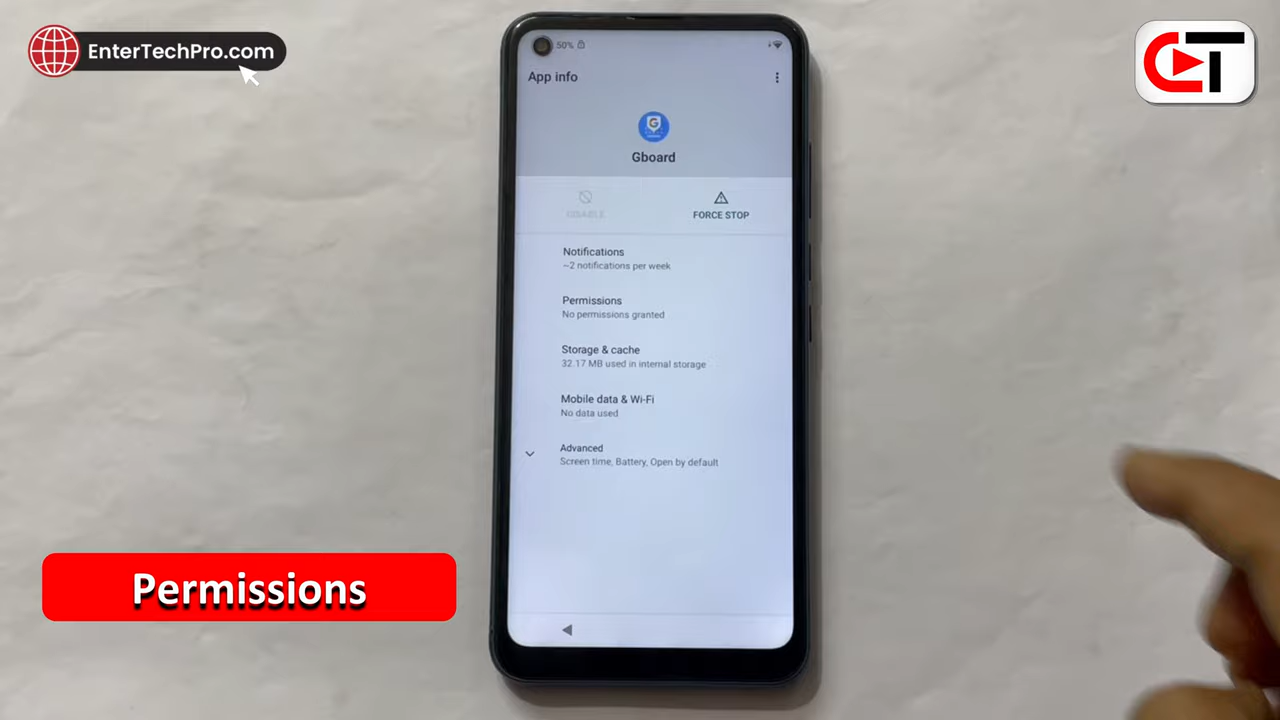 EnterTechPro.com
CT
50%
App info
Gboard
DISABLE
FORCE STOP
Notifications
~2 notifications per week
Permissions
No permissions granted
Storage & cache
32.17 MB used in internal storage
Mobile data & Wi-Fi
No data used
Advanced
Screen time, Battery, Open by default
Permissions